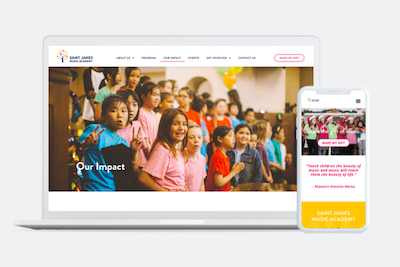 SAINT JAMES
MUSIC ACADEMY
ABOUT US
PROGRAM
OUR IMPACT
EVENTS
GET INVOLVED
CONTACT US
MAKE MY GIFT
Our Impact
MAKE MY GIFT
"Teach children the beauty of
music and music will teach
them the beauty of life."
- Maestro Antonio Abreu
SAINT JAMES
MUSIC ACADEMY